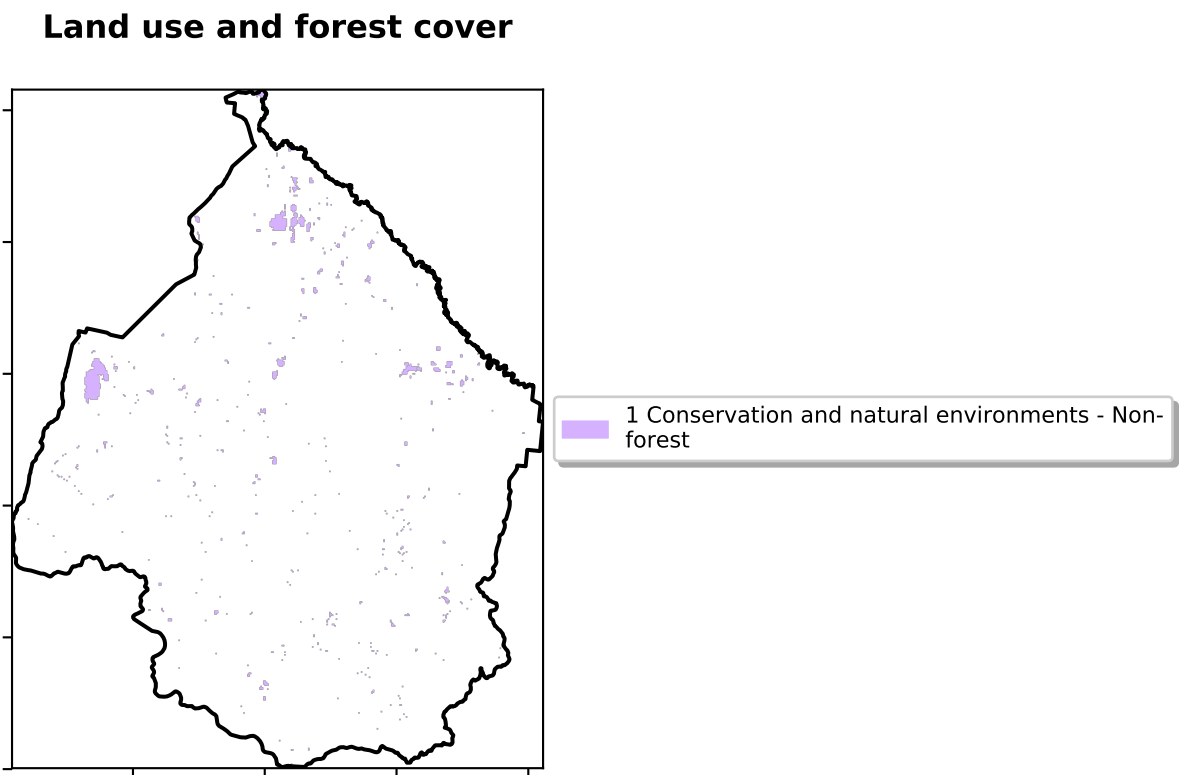 Land use and forest cover
1 Conservation and natural environments - Non-
forest